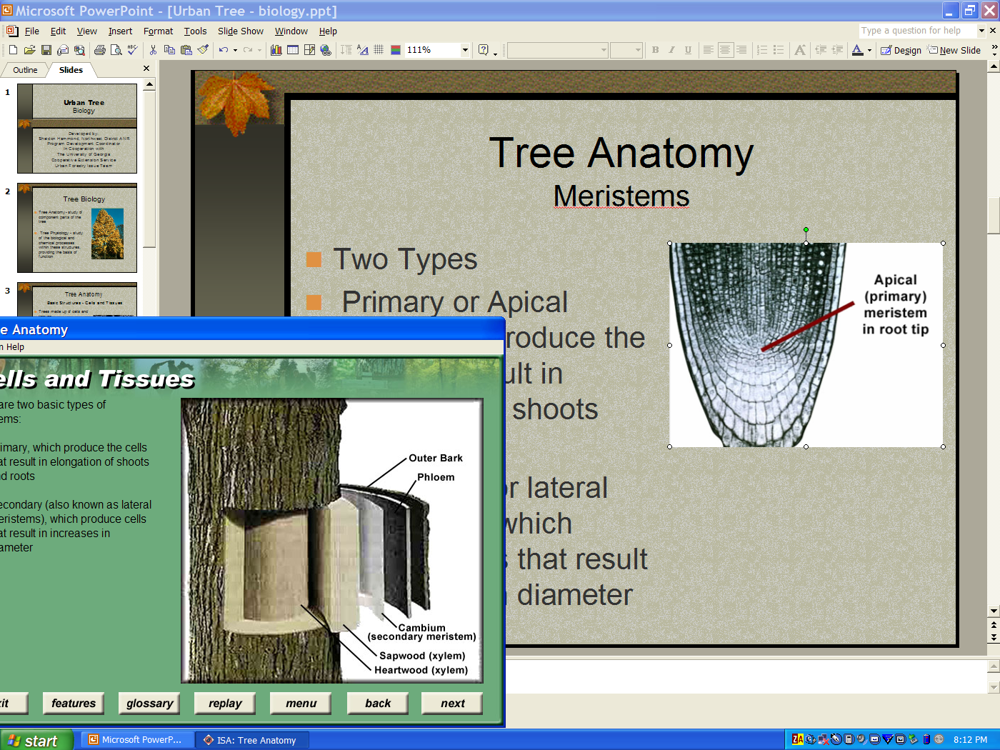 Microsoft PowerPoint - [Urban Tree - biology.ppt]
File Edit View Insert Format Tools Slide Show Window Help
Type a question for help
111%
Design New Slide
Outline Slides
1
Urban Tree
Biology
Developed by:
Sheldon Hammond, Northwest District ANR
Program Development Coordinator
in Cooperation with
The University of Georgia
Cooperative Extension Service
Urban Forestry Issue Team
2
Tree Biology
Tree Anatomy - study of
component parts of the
tree
Tree Physiology - study
of the biological and
chemical processes
within these structures,
providing the basis of
function
3
Tree Anatomy
Basic Structures - Cells and Tissues
Trees made up of cells and
Tree Anatomy
Meristems
Two Types
Primary or Apical
roduce the
ult in
shoots
or lateral
which
s that result
n diameter
Apical
(primary)
meristem
in root tip
e Anatomy
n Help
ells and Tissues
are two basic types of
ems:
imary, which produce the cells
at result in elongation of shoots
nd roots
econdary (also known as lateral
eristems), which produce cells
at result in increases in
ameter
Outer Bark
Phloem
Cambium
(secondary meristem)
Sapwood (xylem)
Heartwood (xylem)
xit features glossary replay menu back next
start Microsoft PowerP... ISA: Tree Anatomy ZA 8:12 PM